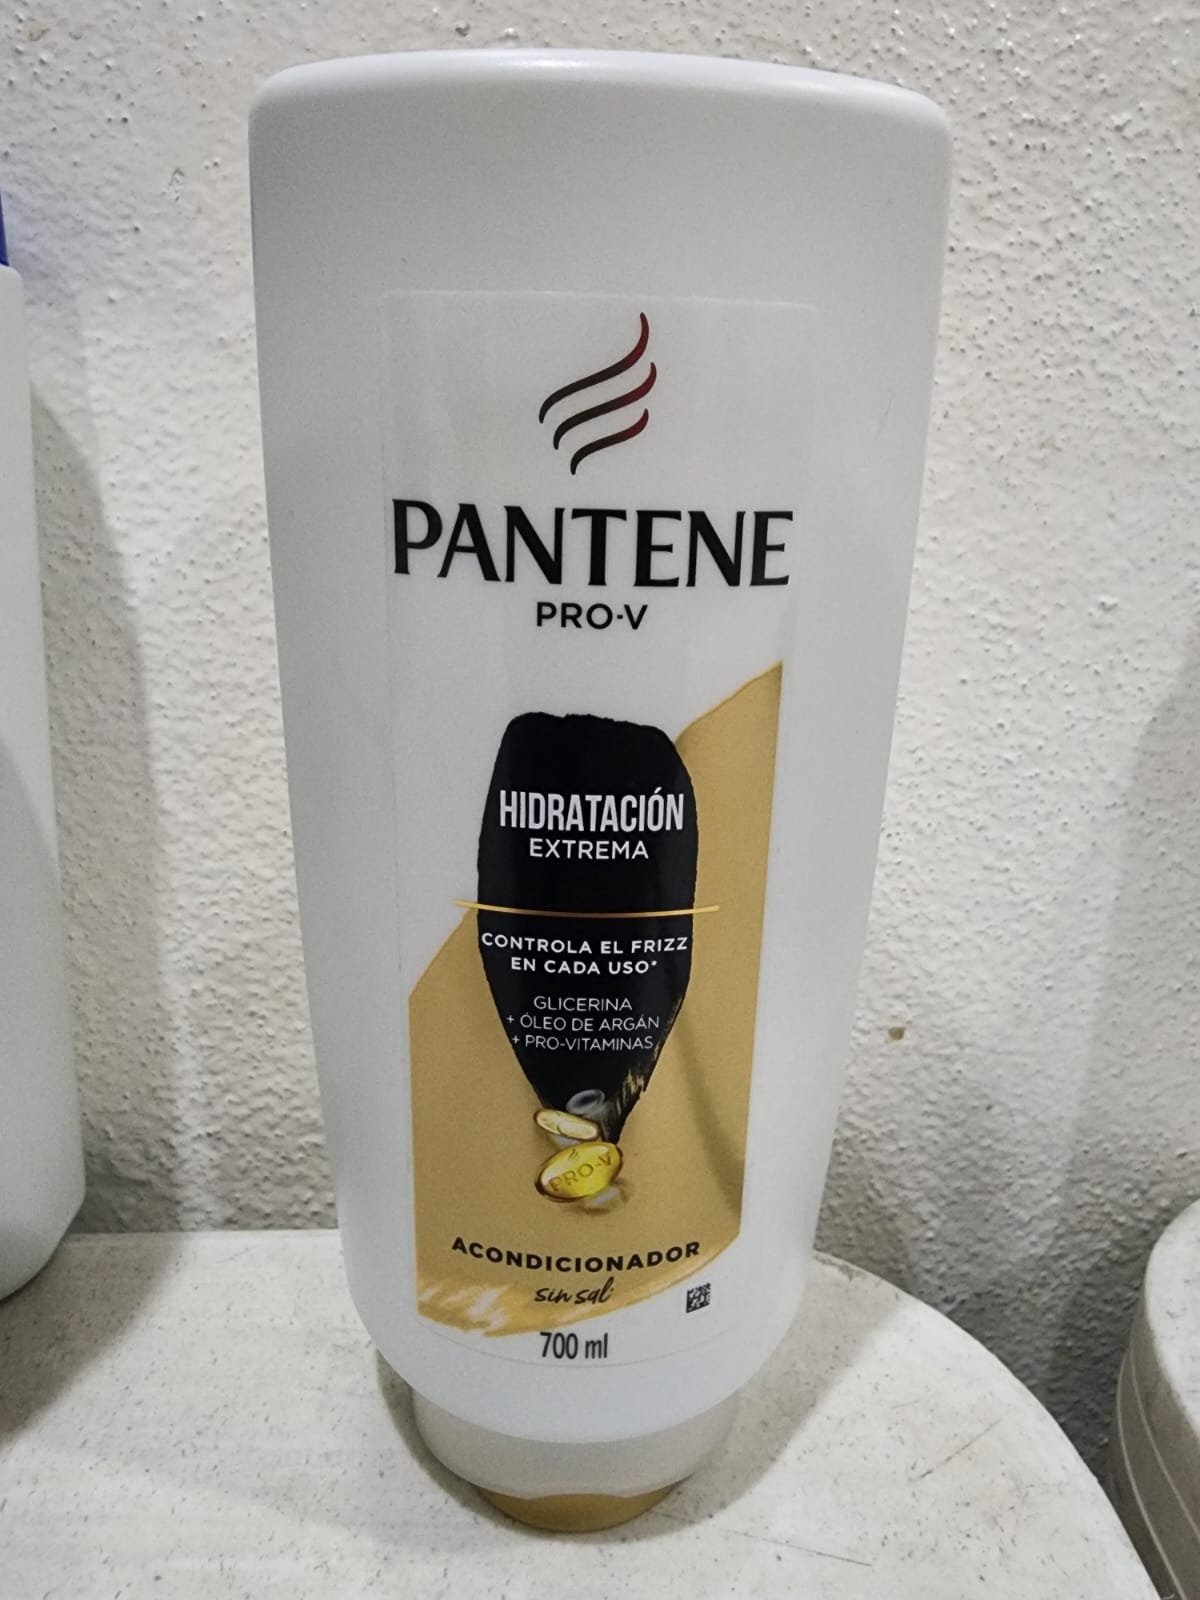 PANTENE
PRO-V
HIDRATACIÓN
EXTREMA
CONTROLA EL FRIZZ
EN CADA USO*
GLICERINA
+ ÓLEO DE ARGÁN
+ PRO-VITAMINAS
PRO-V
ACONDICIONADOR
sin sal*
700 ml